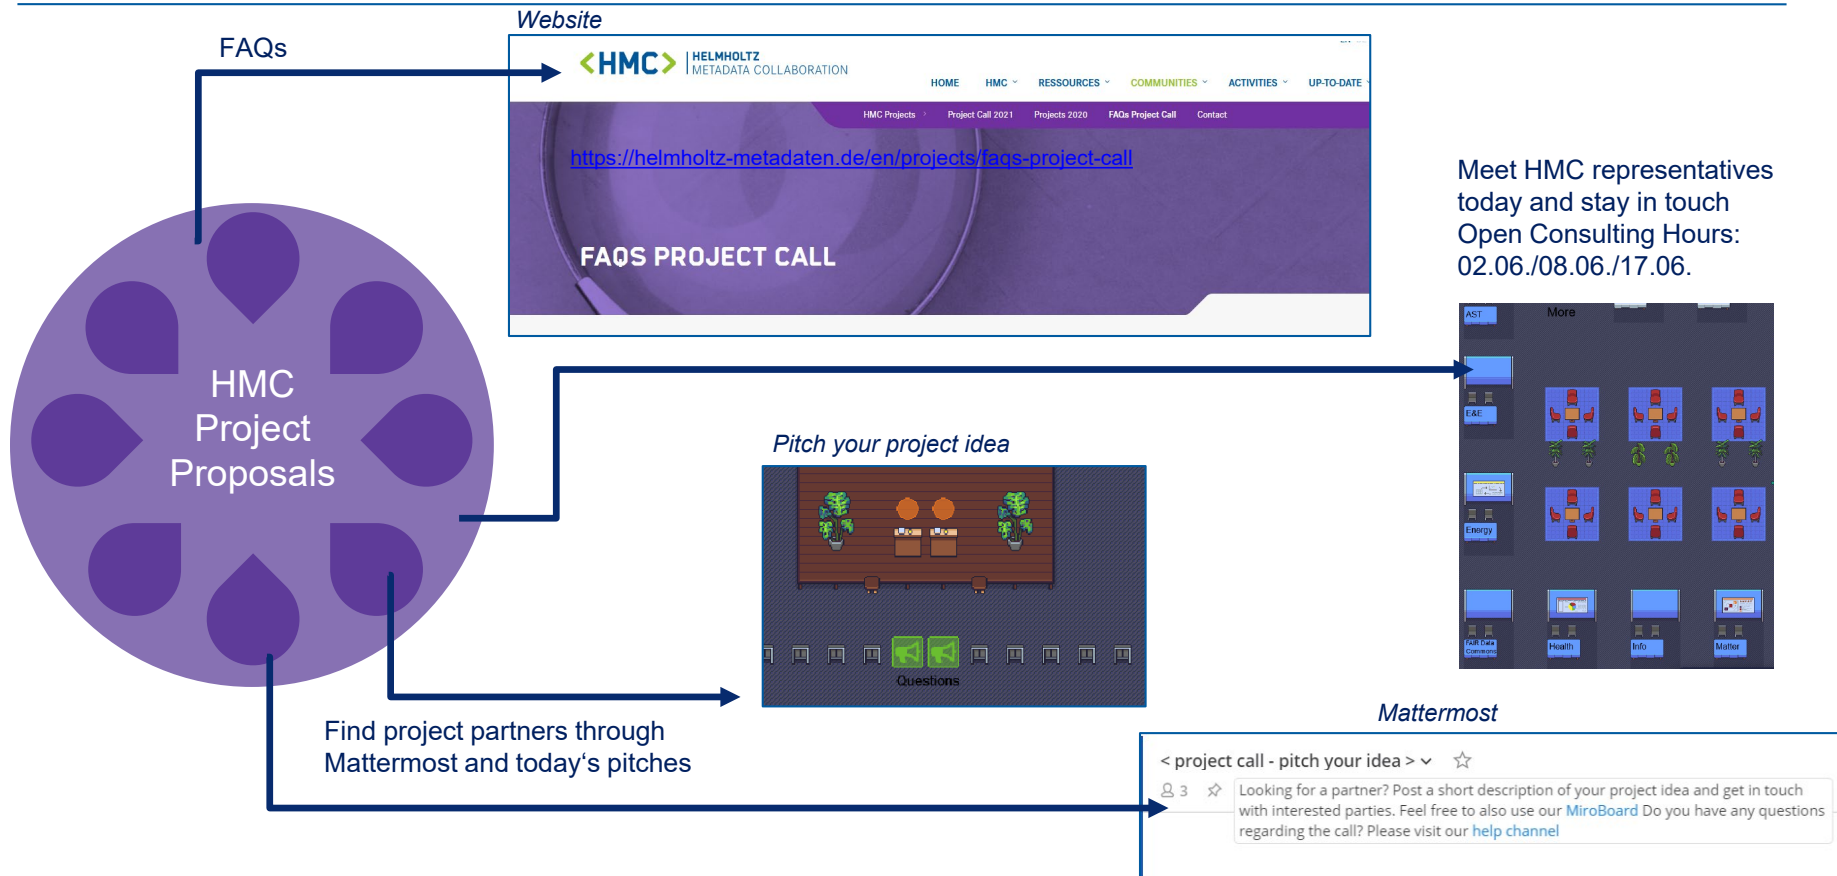 Website
FAQs
<HMC> HELMHOLTZ
METADATA COLLABORATION
HOME HMC RESSOURCES COMMUNITIES ACTIVITIES UP-TO-DATE
HMC Projects Project Call 2021 Projects 2020 FAQs Project Call Contact
https://helmholtz-metadaten.de/en/projects/faqs-project-call
FAQS PROJECT CALL
Meet HMC representatives
today and stay in touch
Open Consulting Hours:
02.06./08.06./17.06.
AST
More
E&E
Energy
FAIR Data
Commons
Health
Info
Matter
HMC
Project
Proposals
Pitch your project idea
Questions
Find project partners through
Mattermost and today‘s pitches
Mattermost
< project call - pitch your idea >
3
Looking for a partner? Post a short description of your project idea and get in touch
with interested parties. Feel free to also use our MiroBoard Do you have any questions
regarding the call? Please visit our help channel